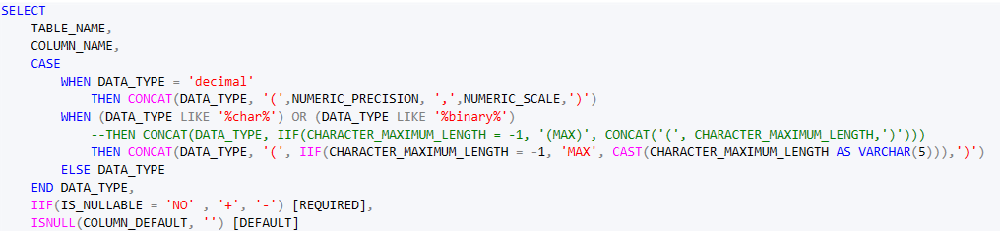 SELECT
    TABLE_NAME,
    COLUMN_NAME,
    CASE
        WHEN DATA_TYPE = 'decimal'
            THEN CONCAT(DATA_TYPE, '(',NUMERIC_PRECISION, ',',NUMERIC_SCALE,')')
        WHEN (DATA_TYPE LIKE '%char%') OR (DATA_TYPE LIKE '%binary%')
            --THEN CONCAT(DATA_TYPE, IIF(CHARACTER_MAXIMUM_LENGTH = -1, '(MAX)', CONCAT('(', CHARACTER_MAXIMUM_LENGTH,')')))
            THEN CONCAT(DATA_TYPE, '(', IIF(CHARACTER_MAXIMUM_LENGTH = -1, 'MAX', CAST(CHARACTER_MAXIMUM_LENGTH AS VARCHAR(5))),')')
        ELSE DATA_TYPE
    END DATA_TYPE,
    IIF(IS_NULLABLE = 'NO' , '+', '-') [REQUIRED],
    ISNULL(COLUMN_DEFAULT, '') [DEFAULT]